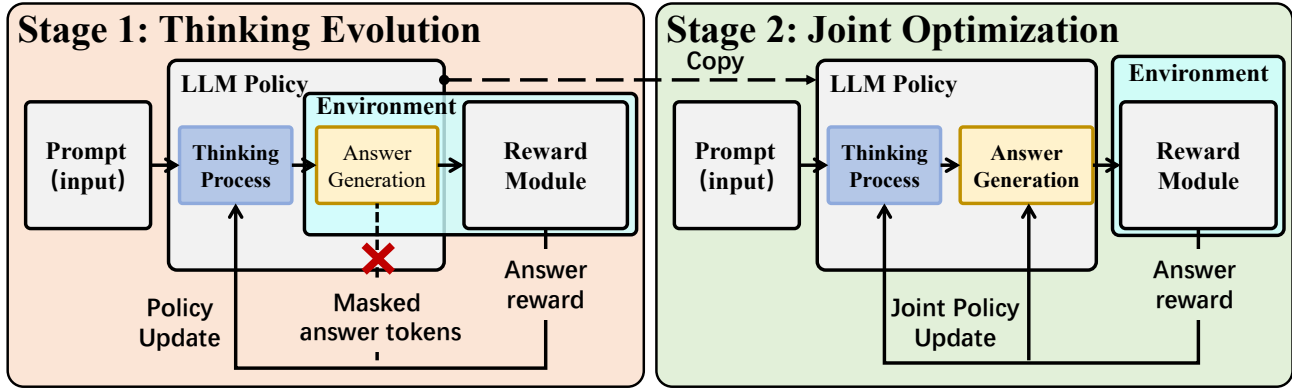 Stage 1: Thinking Evolution
LLM Policy
Environment
Prompt
(input)
Thinking
Process
Answer
Generation
Reward
Module
Policy
Update
Masked
answer tokens
Answer
reward
Copy
Stage 2: Joint Optimization
LLM Policy
Environment
Prompt
(input)
Thinking
Process
Answer
Generation
Reward
Module
Joint Policy
Update
Answer
reward